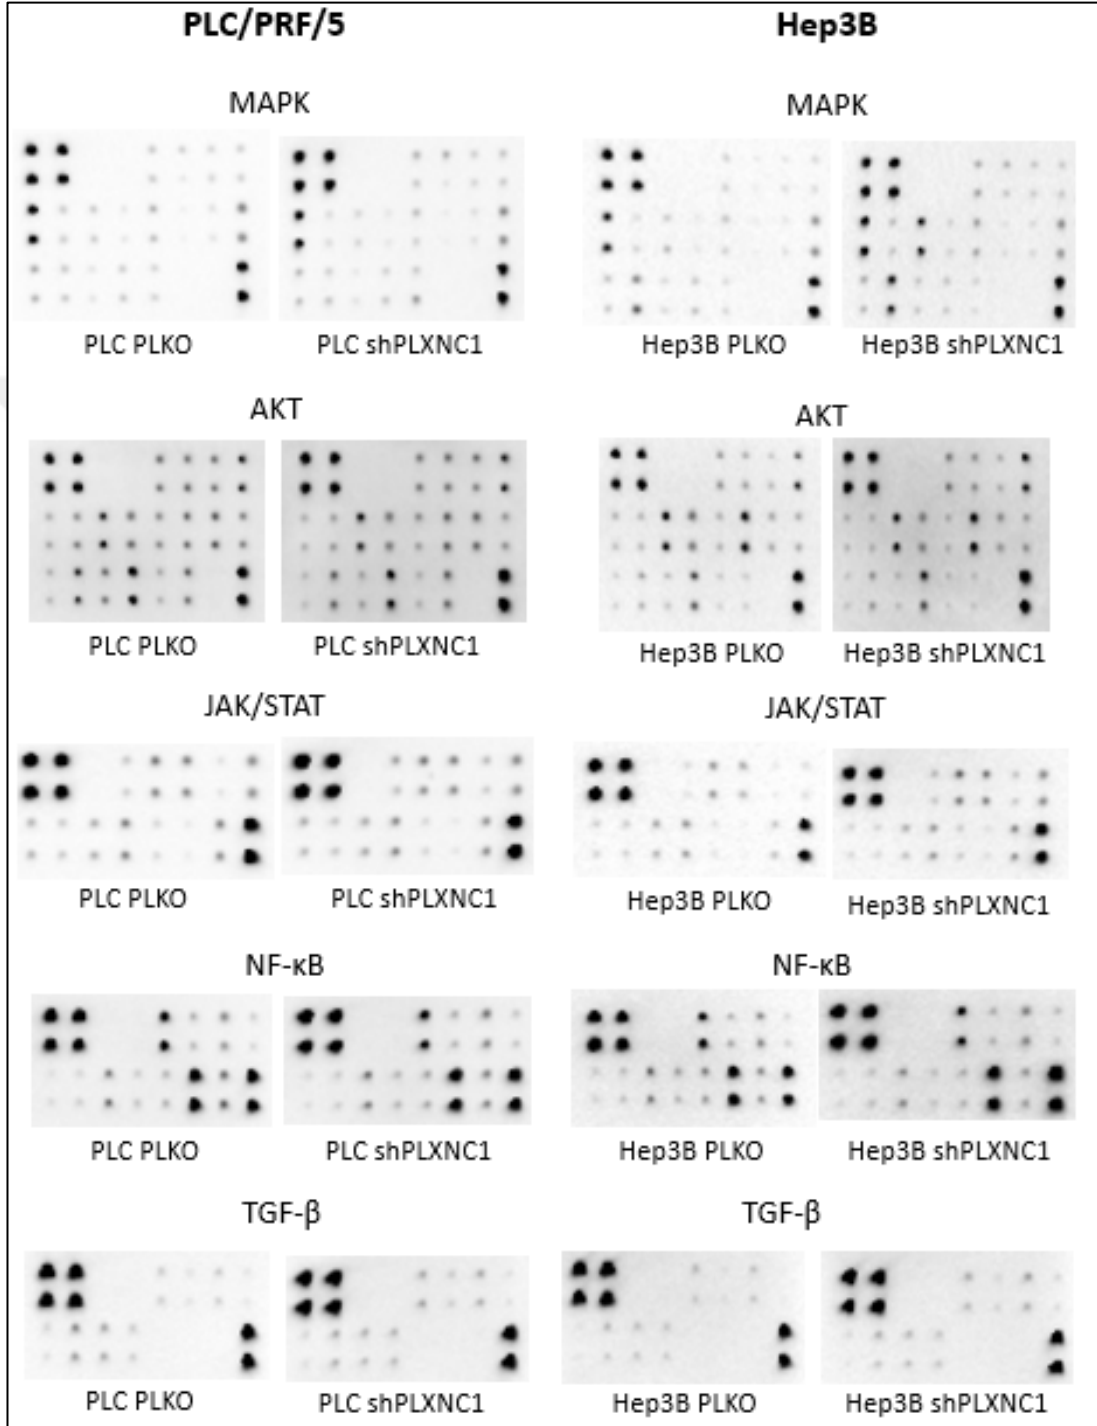 PLC/PRF/5 Hep3B
MAPK MAPK
PLC PLKO PLC shPLXNC1 Hep3B PLKO Hep3B shPLXNC1
AKT AKT
PLC PLKO PLC shPLXNC1 Hep3B PLKO Hep3B shPLXNC1
JAK/STAT JAK/STAT
PLC PLKO PLC shPLXNC1 Hep3B PLKO Hep3B shPLXNC1
NF-κB NF-κB
PLC PLKO PLC shPLXNC1 Hep3B PLKO Hep3B shPLXNC1
TGF-β TGF-β
PLC PLKO PLC shPLXNC1 Hep3B PLKO Hep3B shPLXNC1